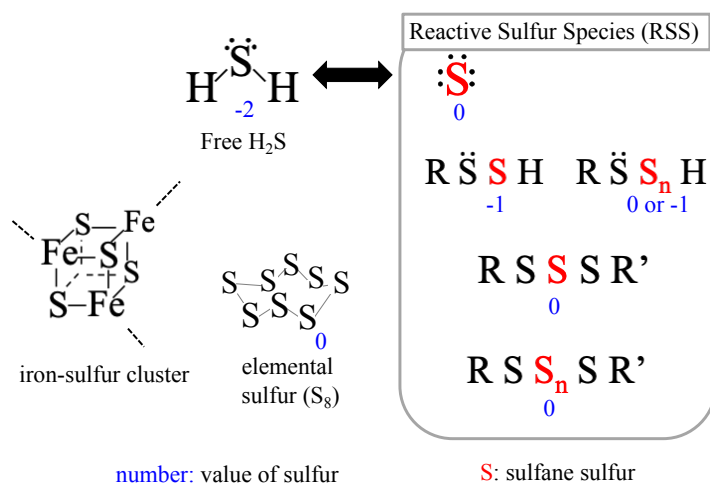 Reactive Sulfur Species (RSS)
S
0
H S H
-2
Free H₂S
R S S H
-1
R S Sₙ H
0 or -1
S Fe
Fe S
S
S Fe
iron-sulfur cluster
S
S S
S S
S S
S
0
elemental
sulfur (S₈)
R S S S R'
0
R S Sₙ S R'
0
number: value of sulfur
S: sulfane sulfur